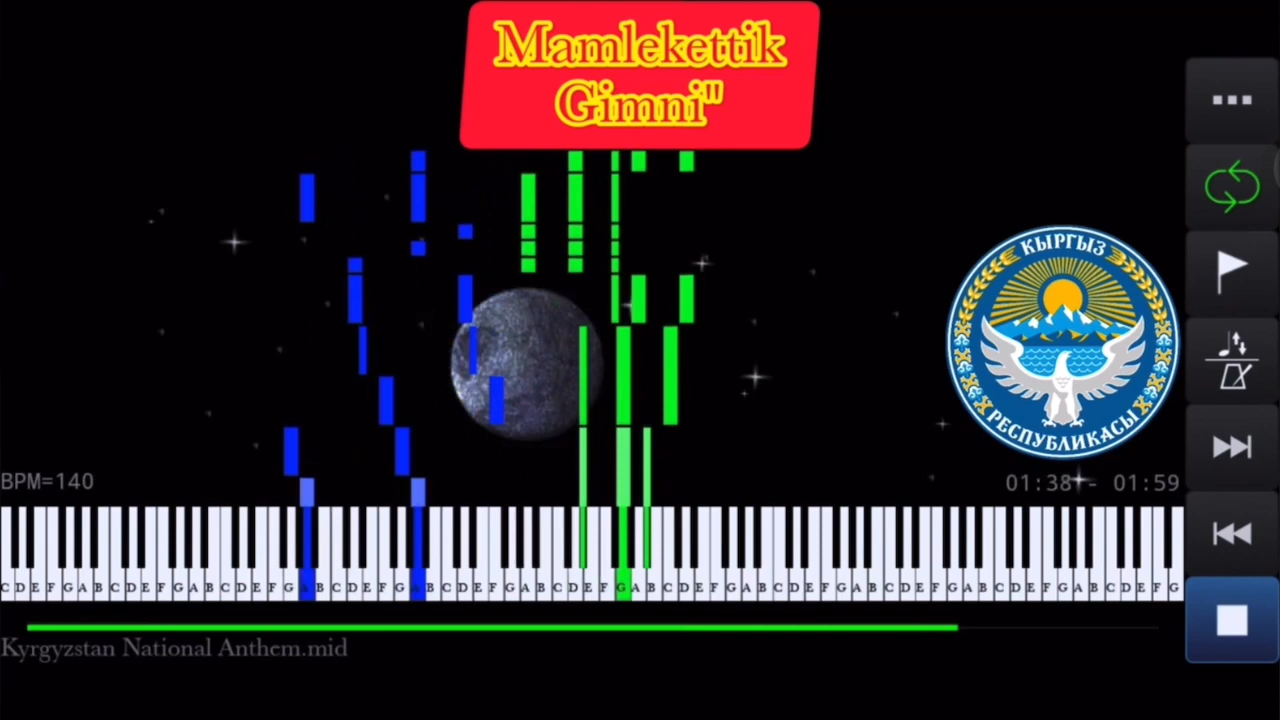 Mamlekettik
Gimni"
КЫРГЫЗ
РЕСПУБЛИКАСЫ
BPM=140
01:38 - 01:59
C D E F G A B C D E F G A B C D E F G A B C D E F G A B C D E F G A B C D E F G A B C D E F G A B C D E F G A B C D E F G A B C D E F G A B C D E F G
Kyrgyzstan National Anthem.mid